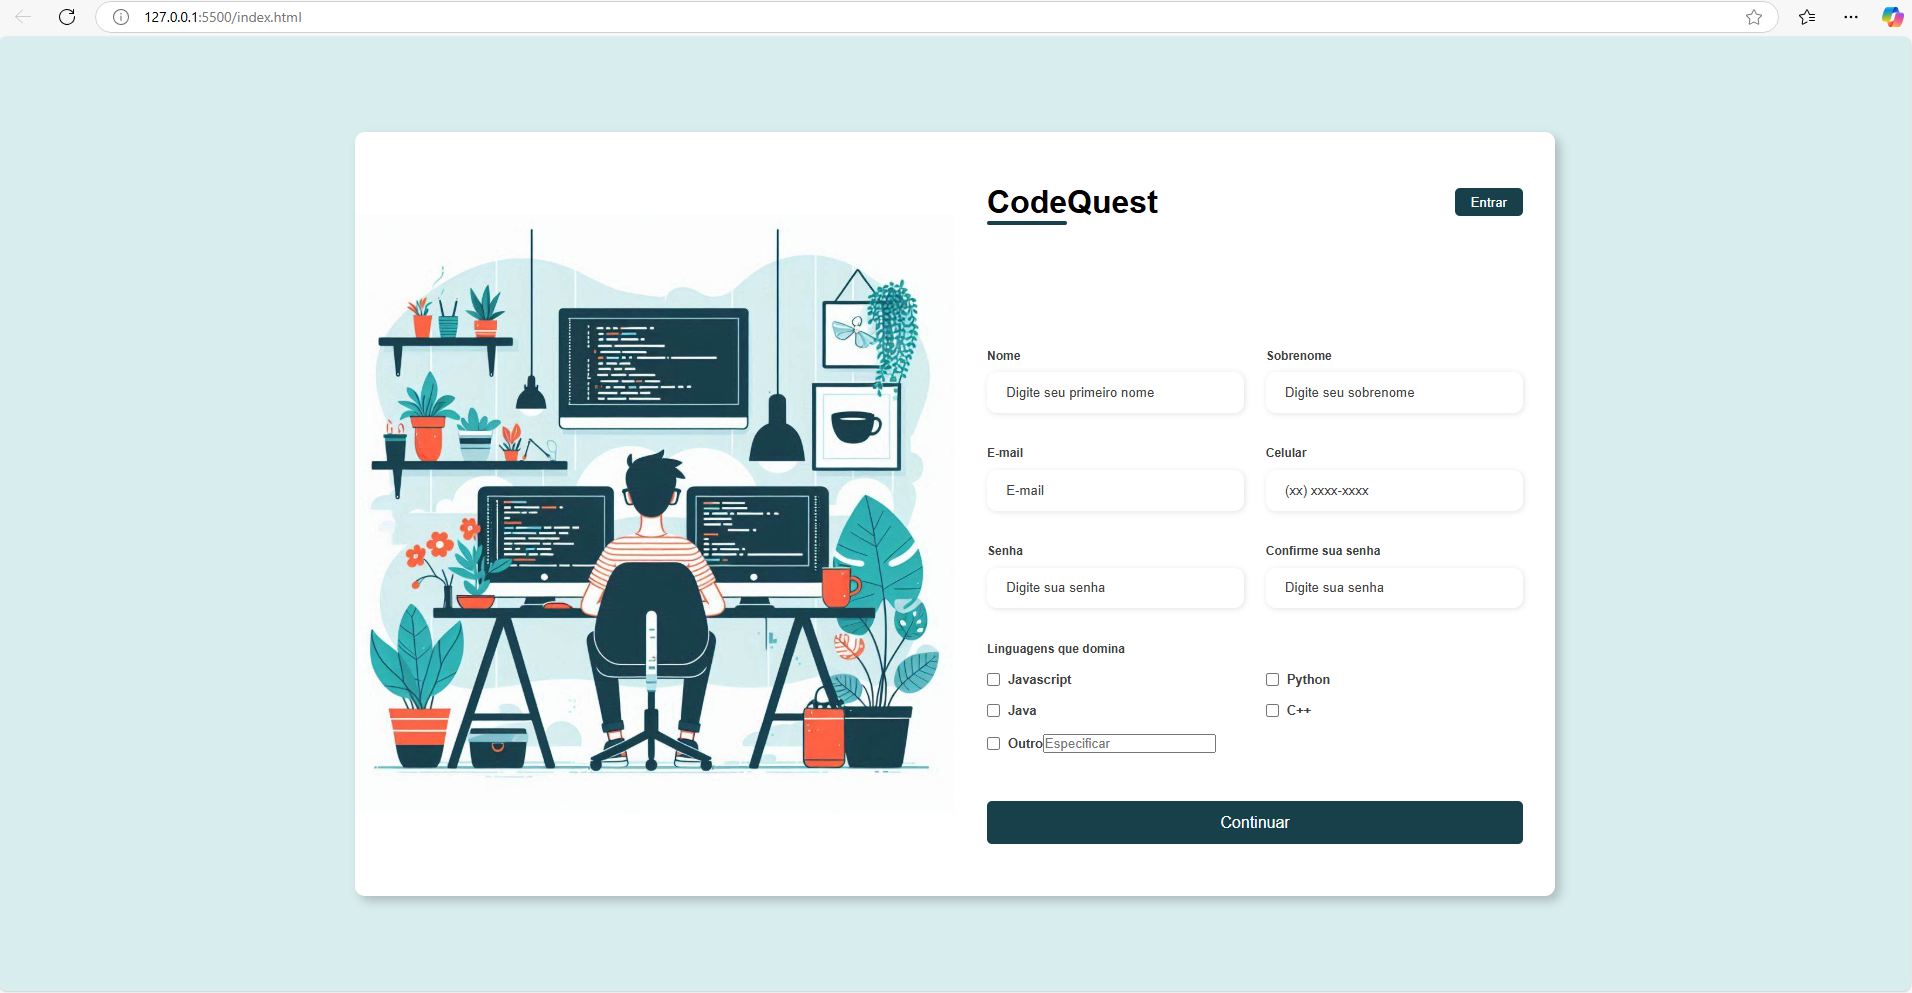 127.0.0.1:5500/index.html
CodeQuest
Entrar
Nome
Sobrenome
Digite seu primeiro nome
Digite seu sobrenome
E-mail
Celular
E-mail
(xx) xxxx-xxxx
Senha
Confirme sua senha
Digite sua senha
Digite sua senha
Linguagens que domina
Javascript
Python
Java
C++
Outro Especificar
Continuar